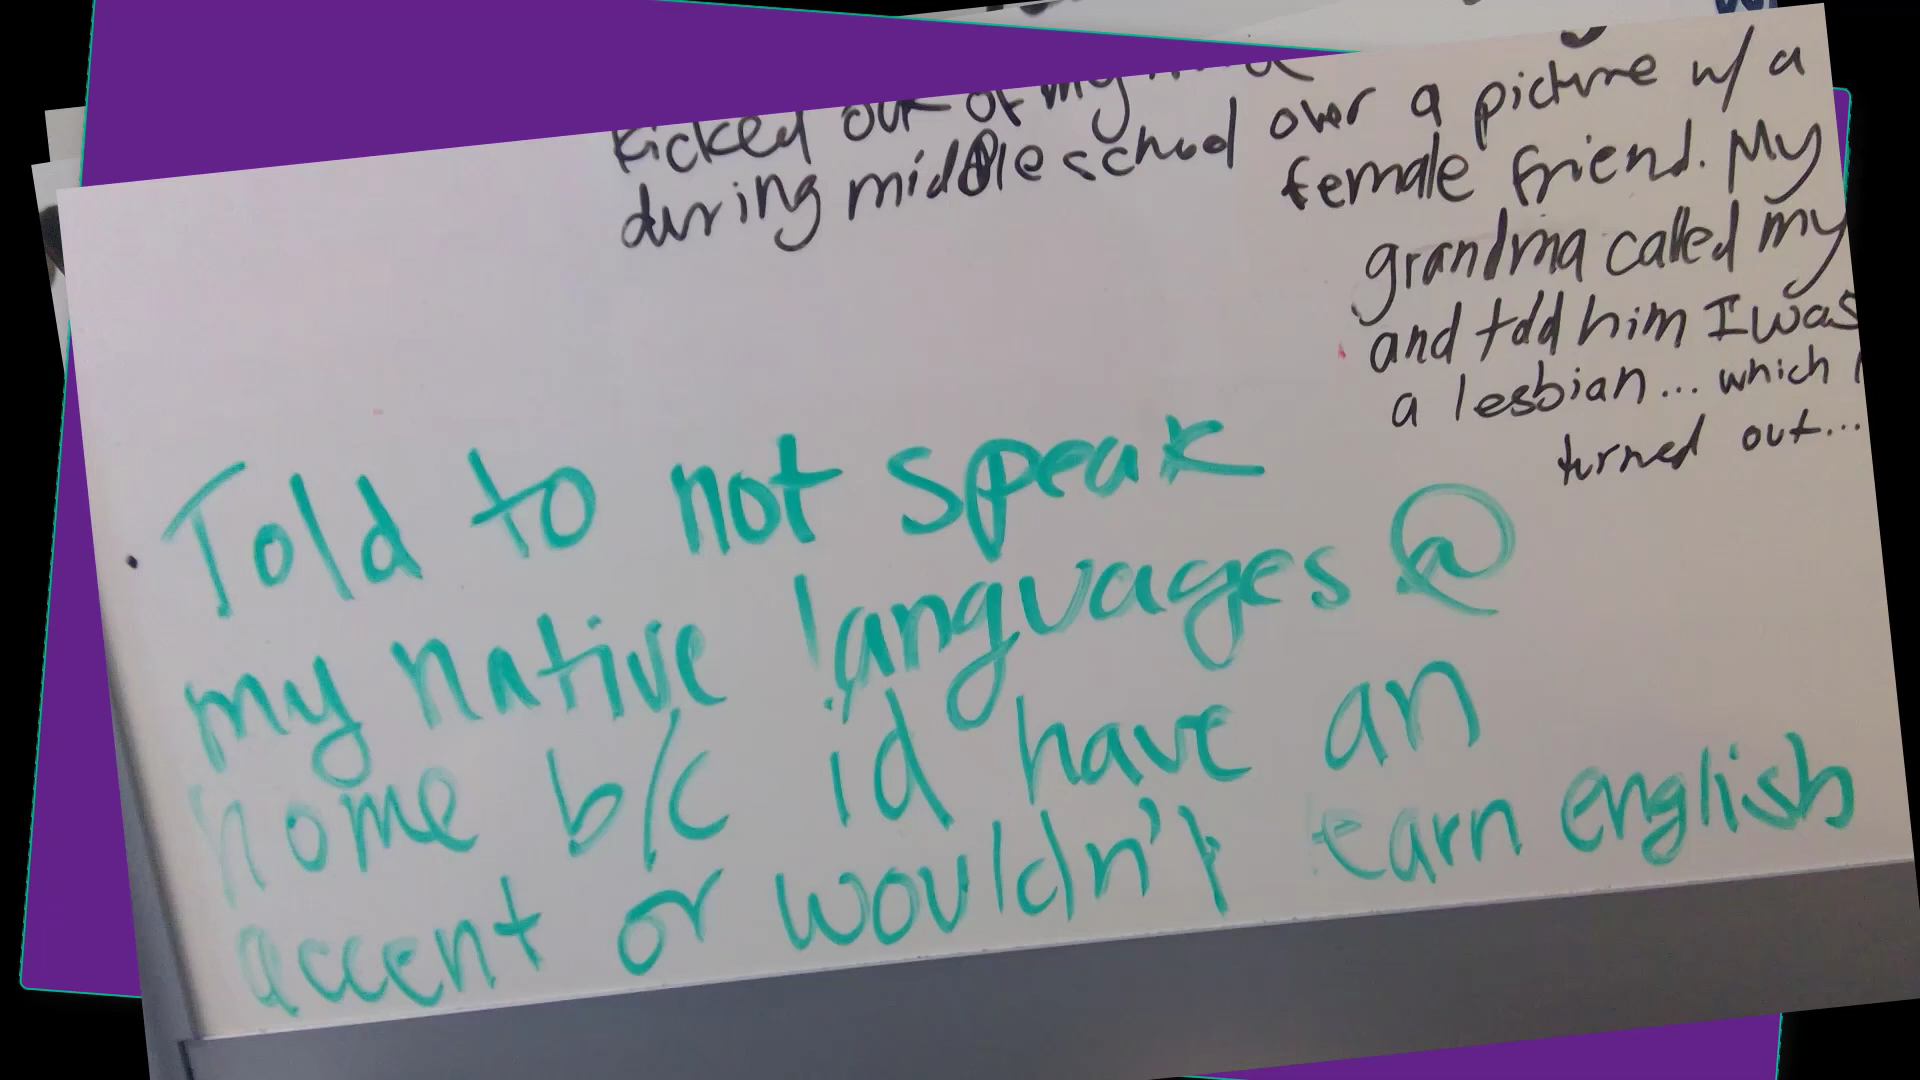 kicked out of my
during middle school over a picture w/ a
female friend. My
grandma called my
and told him I was
a lesbian... which
turned out...
Told to not speak
my native languages @
home b/c id have an
accent or wouldn't earn english